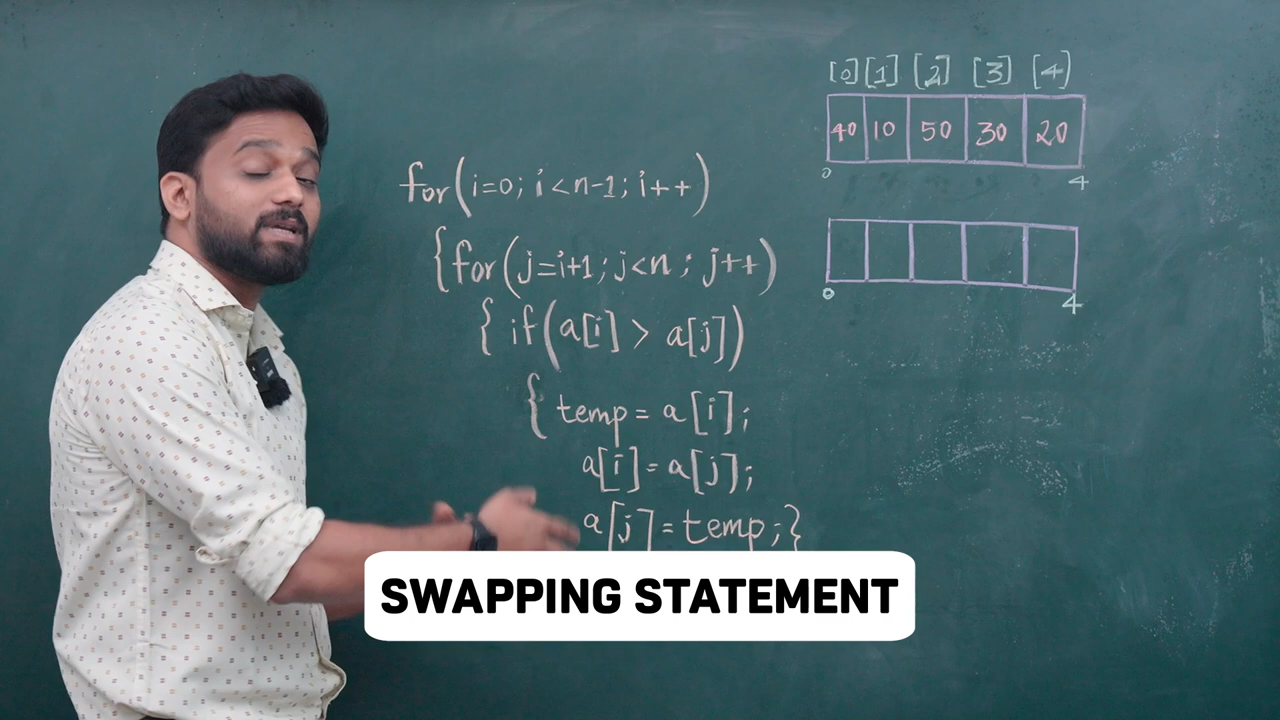 for(i=0; i<n-1; i++)
{for(j=i+1; j<n; j++)
{ if(a[i] > a[j])
{ temp = a[i];
a[i]=a[j];
a[j]=temp;}
SWAPPING STATEMENT
[0] [1] [2] [3] [4]
40 10 50 30 20
0 4
0 4